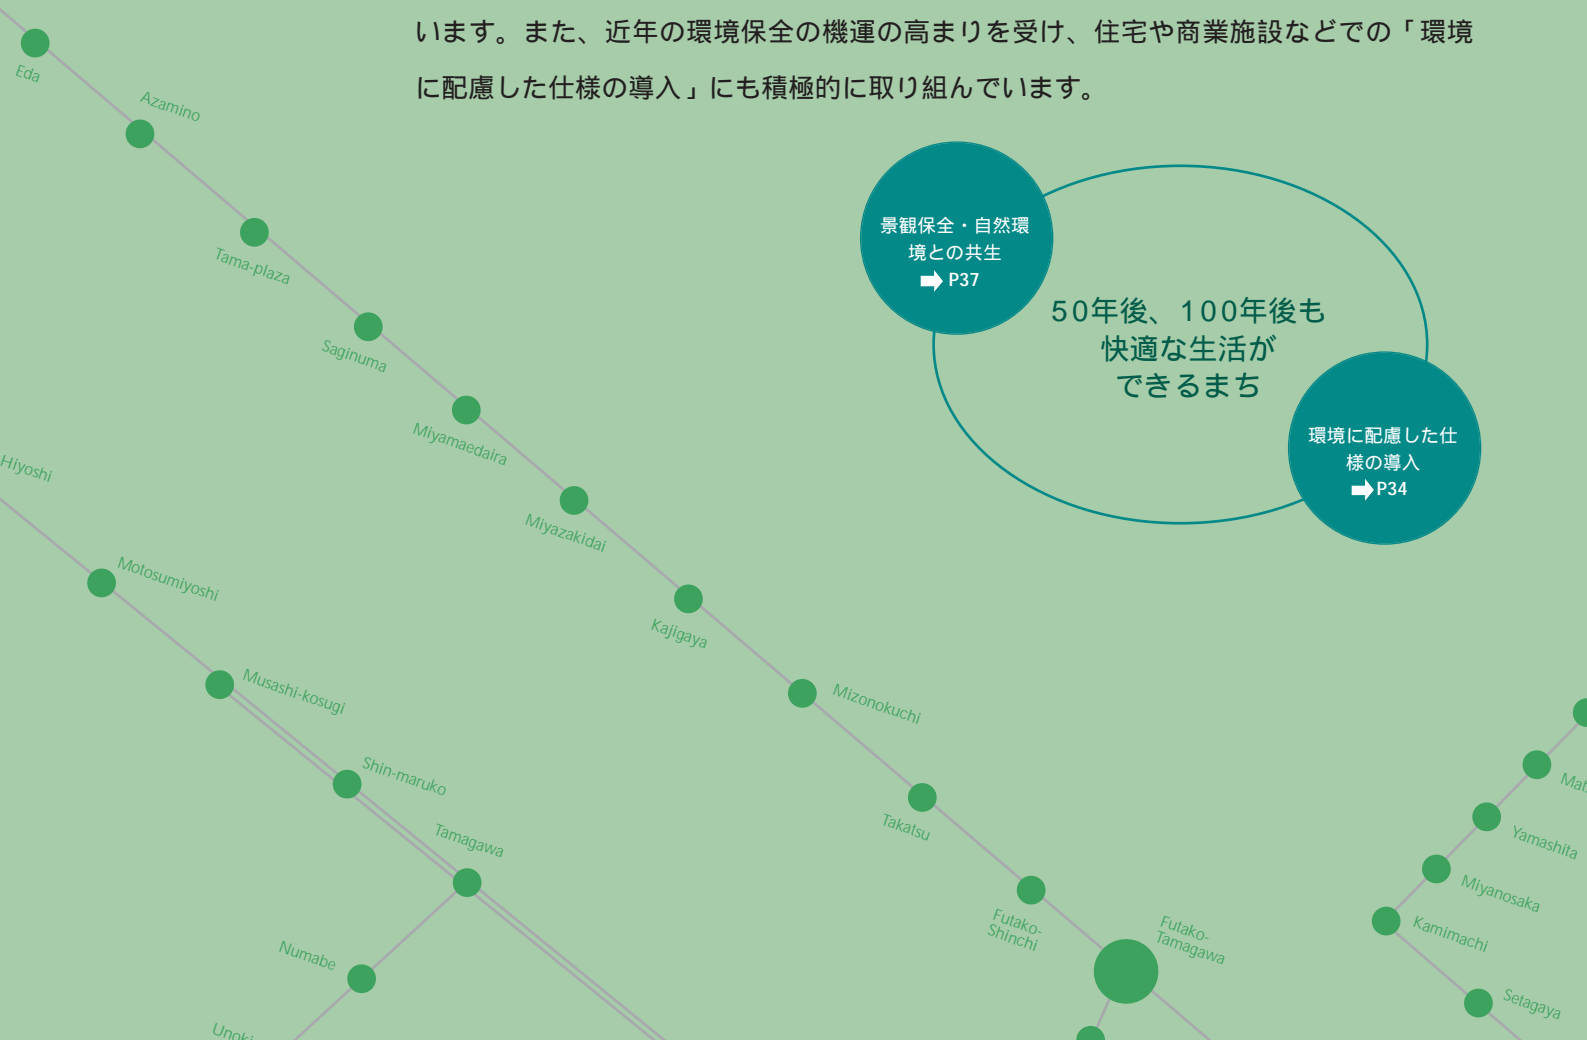 います。また、近年の環境保全の機運の高まりを受け、住宅や商業施設などでの「環境
に配慮した仕様の導入」にも積極的に取り組んでいます。
景観保全・自然環
境との共生
P37
50年後、100年後も
快適な生活が
できるまち
環境に配慮した仕
様の導入
P34
Eda
Azamino
Tama-plaza
Saginuma
Miyamaedaira
Miyazakidai
Kajigaya
Mizonokuchi
Takatsu
Futako-
Shinchi
Futako-
Tamagawa
Hiyoshi
Motosumiyoshi
Musashi-kosugi
Shin-maruko
Tamagawa
Numabe
Yamashita
Miyanosaka
Kamimachi
Setagaya